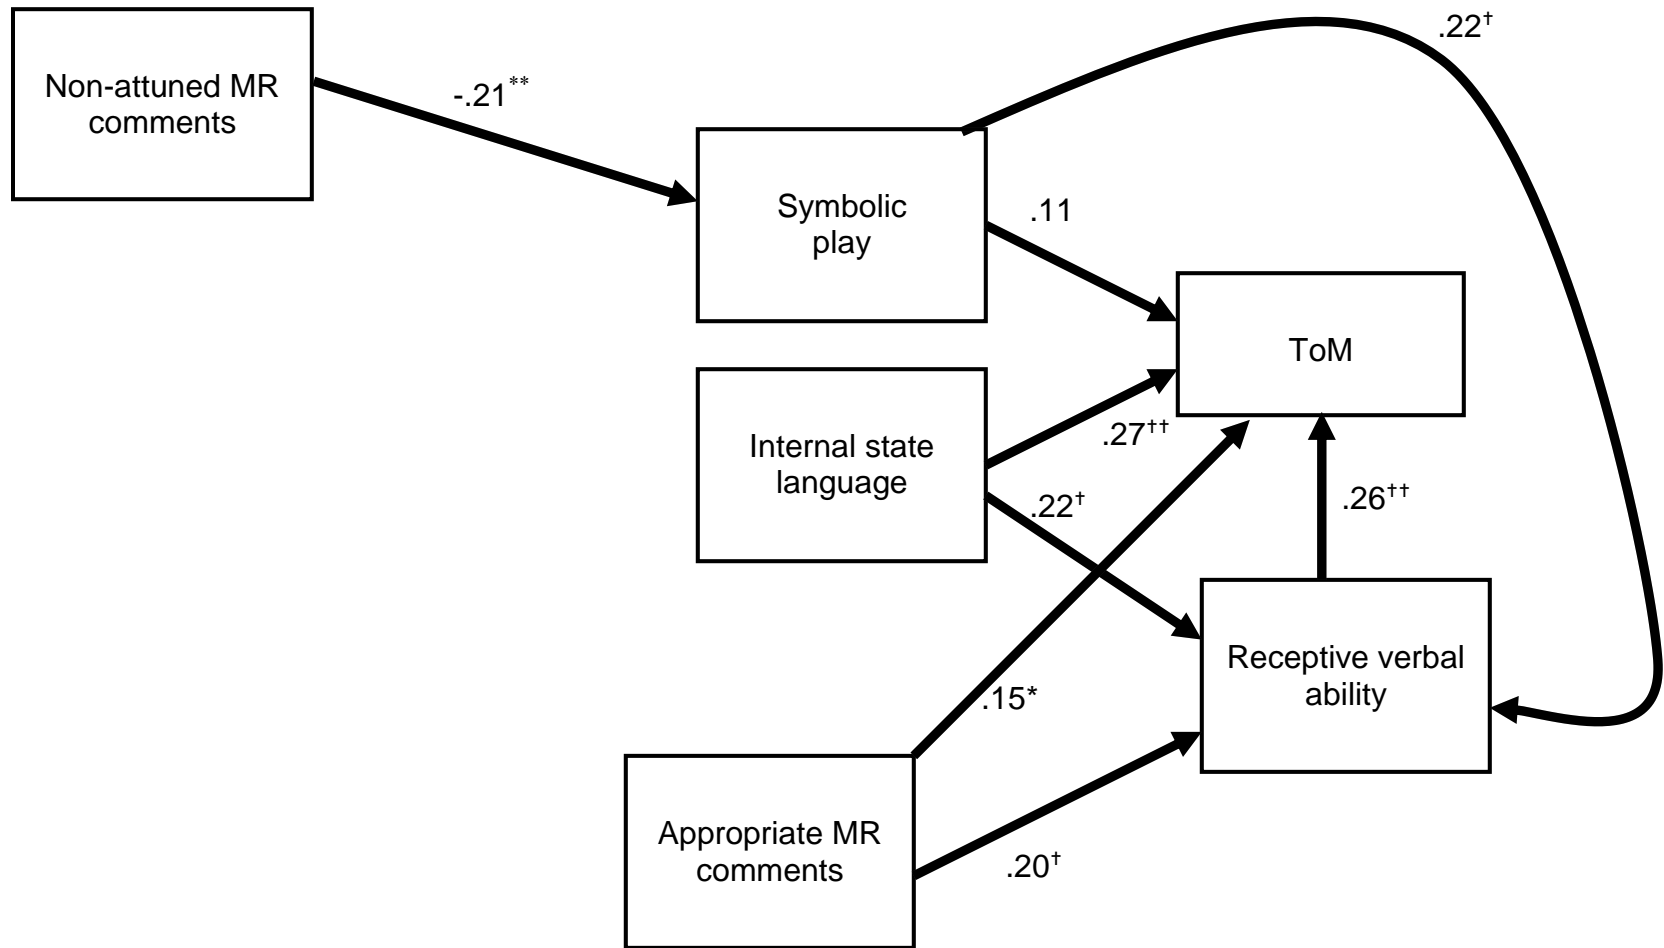 .22†
Non-attuned MR
comments
-.21**
Symbolic
play
.11
ToM
.27††
Internal state
language
.22†
.26††
Receptive verbal
ability
.15*
Appropriate MR
comments
.20†